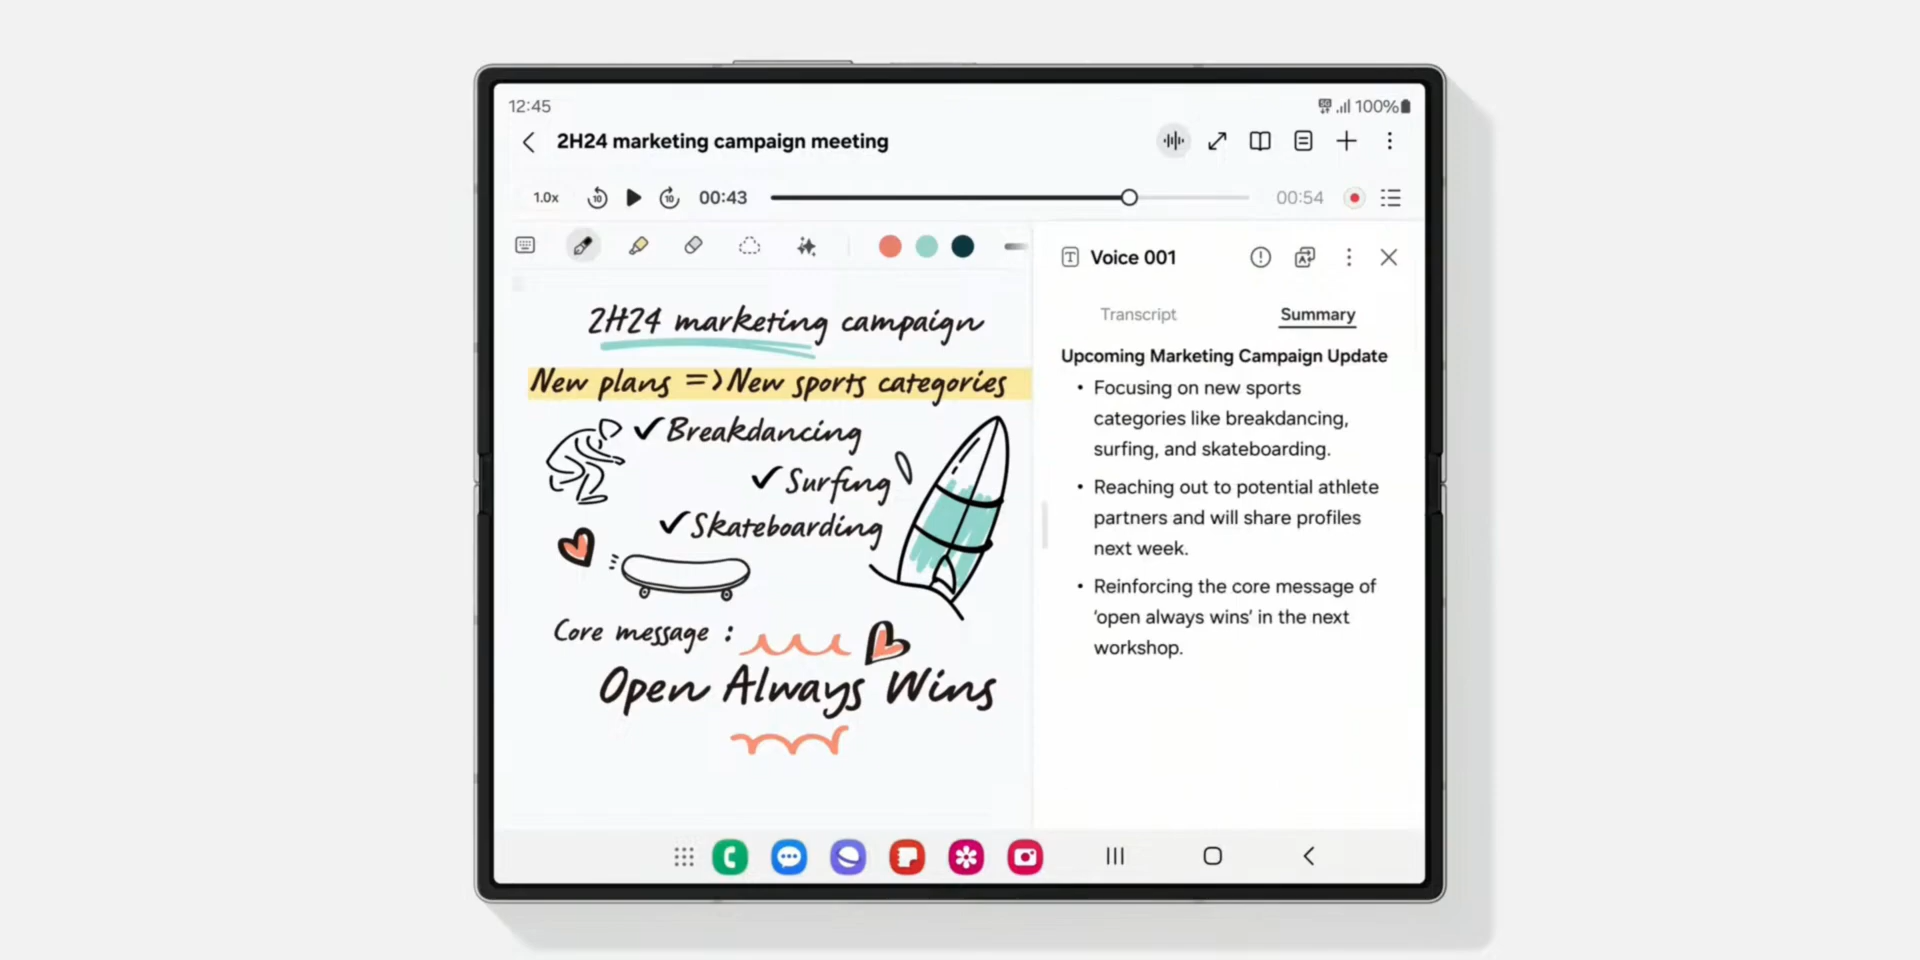 12:45
5G 100%
2H24 marketing campaign meeting
1.0x 10 10 00:43 00:54
T Voice 001
Transcript Summary
2H24 marketing campaign
New plans => New sports categories
✓ Breakdancing
✓ Surfing
✓ Skateboarding
Core message :
Open Always Wins
Upcoming Marketing Campaign Update
• Focusing on new sports
categories like breakdancing,
surfing, and skateboarding.
• Reaching out to potential athlete
partners and will share profiles
next week.
• Reinforcing the core message of
‘open always wins’ in the next
workshop.